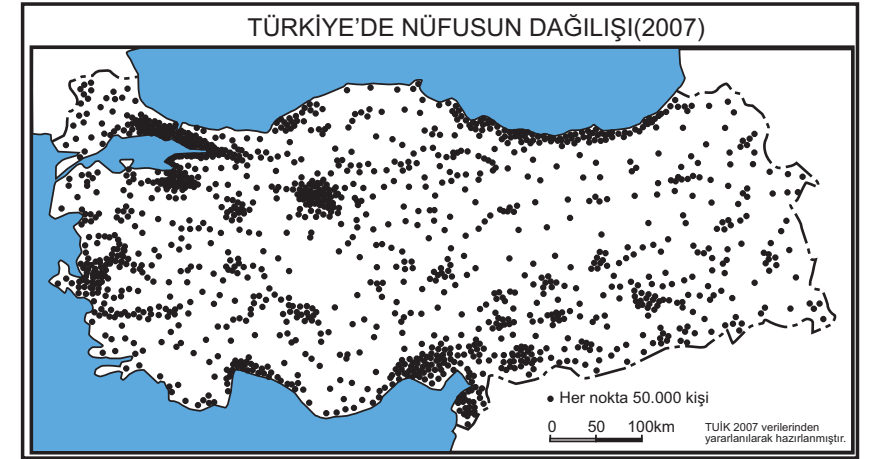 TÜRKİYE'DE NÜFUSUN DAĞILIŞI(2007)
Her nokta 50.000 kişi
0 50 100km
TUİK 2007 verilerinden
yararlanılarak hazırlanmıştır.